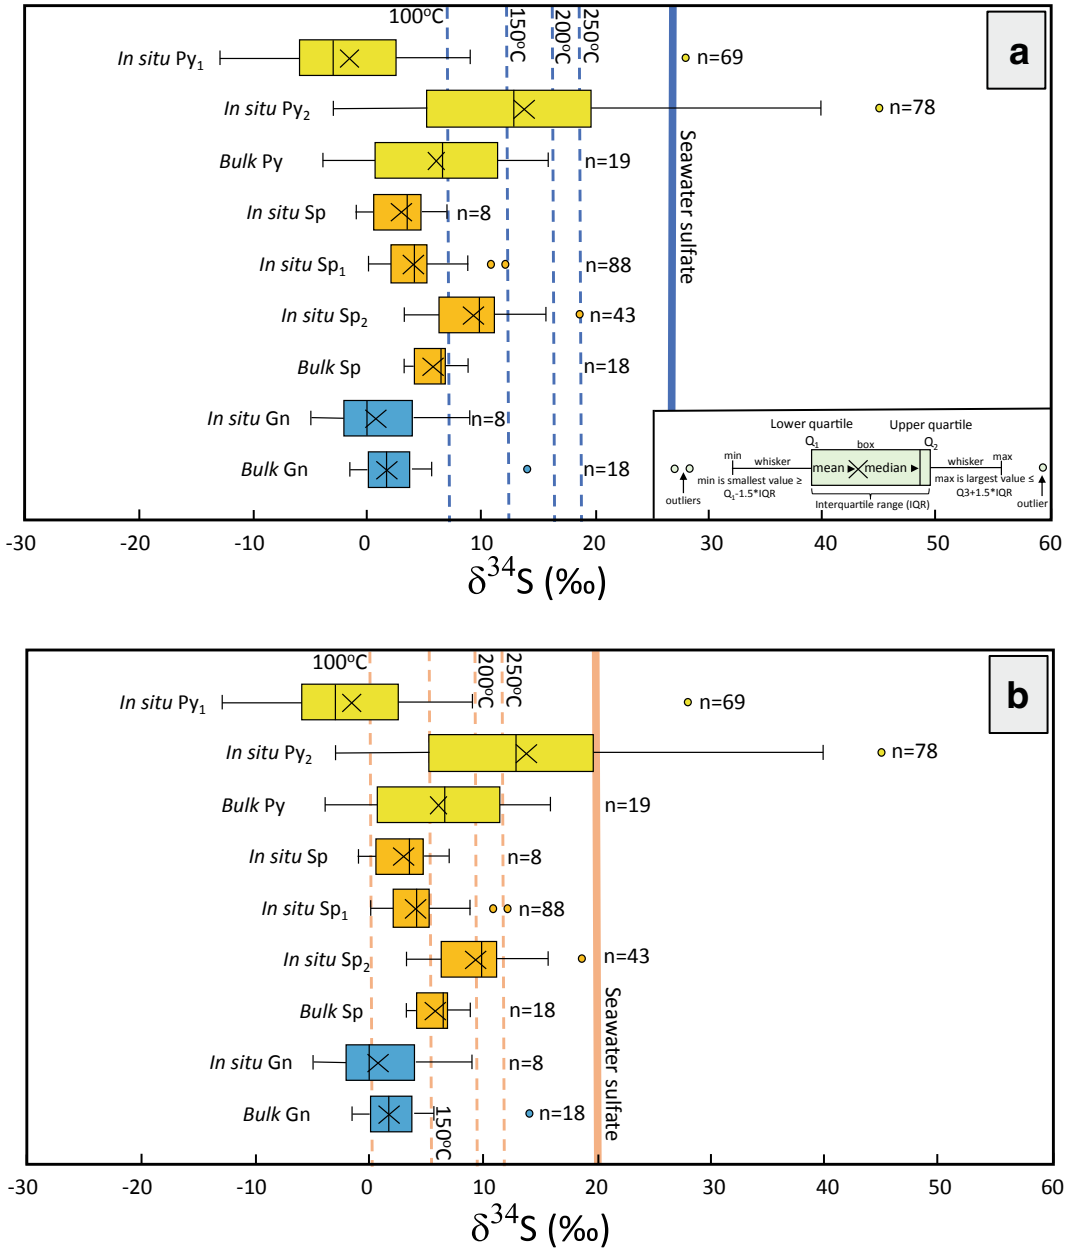 100°C
150°C
200°C
250°C
a
In situ Py1
n=69
In situ Py2
n=78
Seawater sulfate
Bulk Py
n=19
In situ Sp
n=8
In situ Sp1
n=88
In situ Sp2
n=43
Bulk Sp
n=18
In situ Gn
n=8
Bulk Gn
n=18
Lower quartile
Upper quartile
Q1
box
Q2
min
whisker
mean
median
whisker
max
min is smallest value ≥
Q1-1.5*IQR
max is largest value ≤
Q3+1.5*IQR
outliers
Interquartile range (IQR)
outlier
-30 -20 -10 0 10 20 30 40 50 60
δ34S (‰)
100°C
200°C
250°C
b
In situ Py1
n=69
In situ Py2
n=78
Bulk Py
n=19
In situ Sp
n=8
In situ Sp1
n=88
In situ Sp2
n=43
Bulk Sp
n=18
Seawater sulfate
In situ Gn
n=8
Bulk Gn
150°C
n=18
-30 -20 -10 0 10 20 30 40 50 60
δ34S (‰)